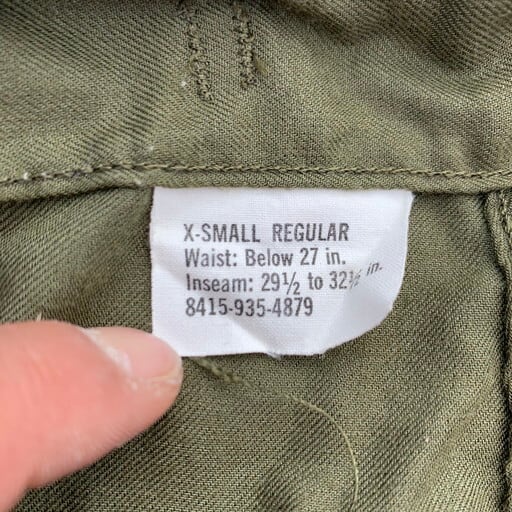 X-SMALL REGULAR
Waist: Below 27 in.
Inseam: 29½ to 32½ in.
8415-935-4879